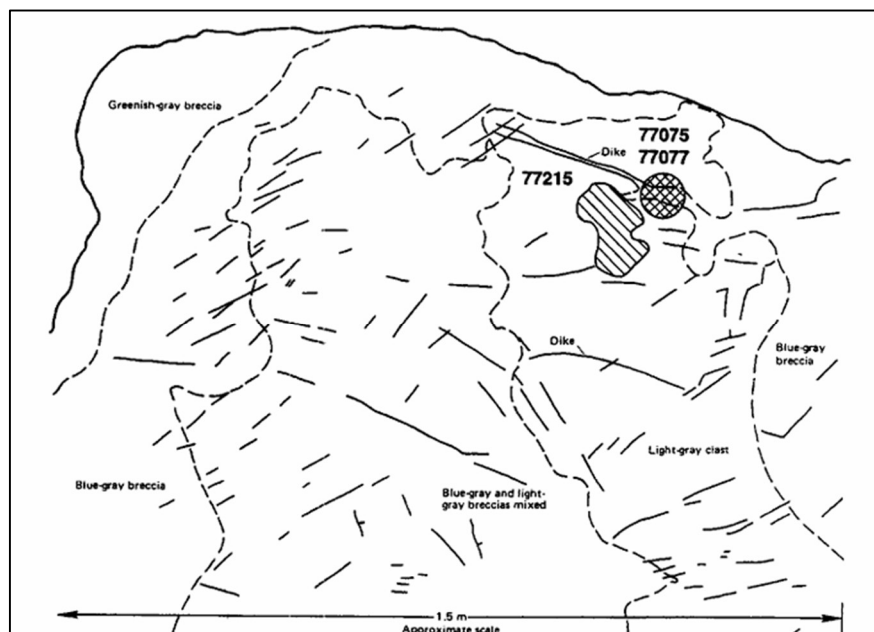 Greenish-gray breccia
77075
Dike
77077
77215
Dike
Blue-gray
breccia
Light-gray clast
Blue-gray breccia
Blue-gray and light-
gray breccias mixed
1.5 m
Approximate scale